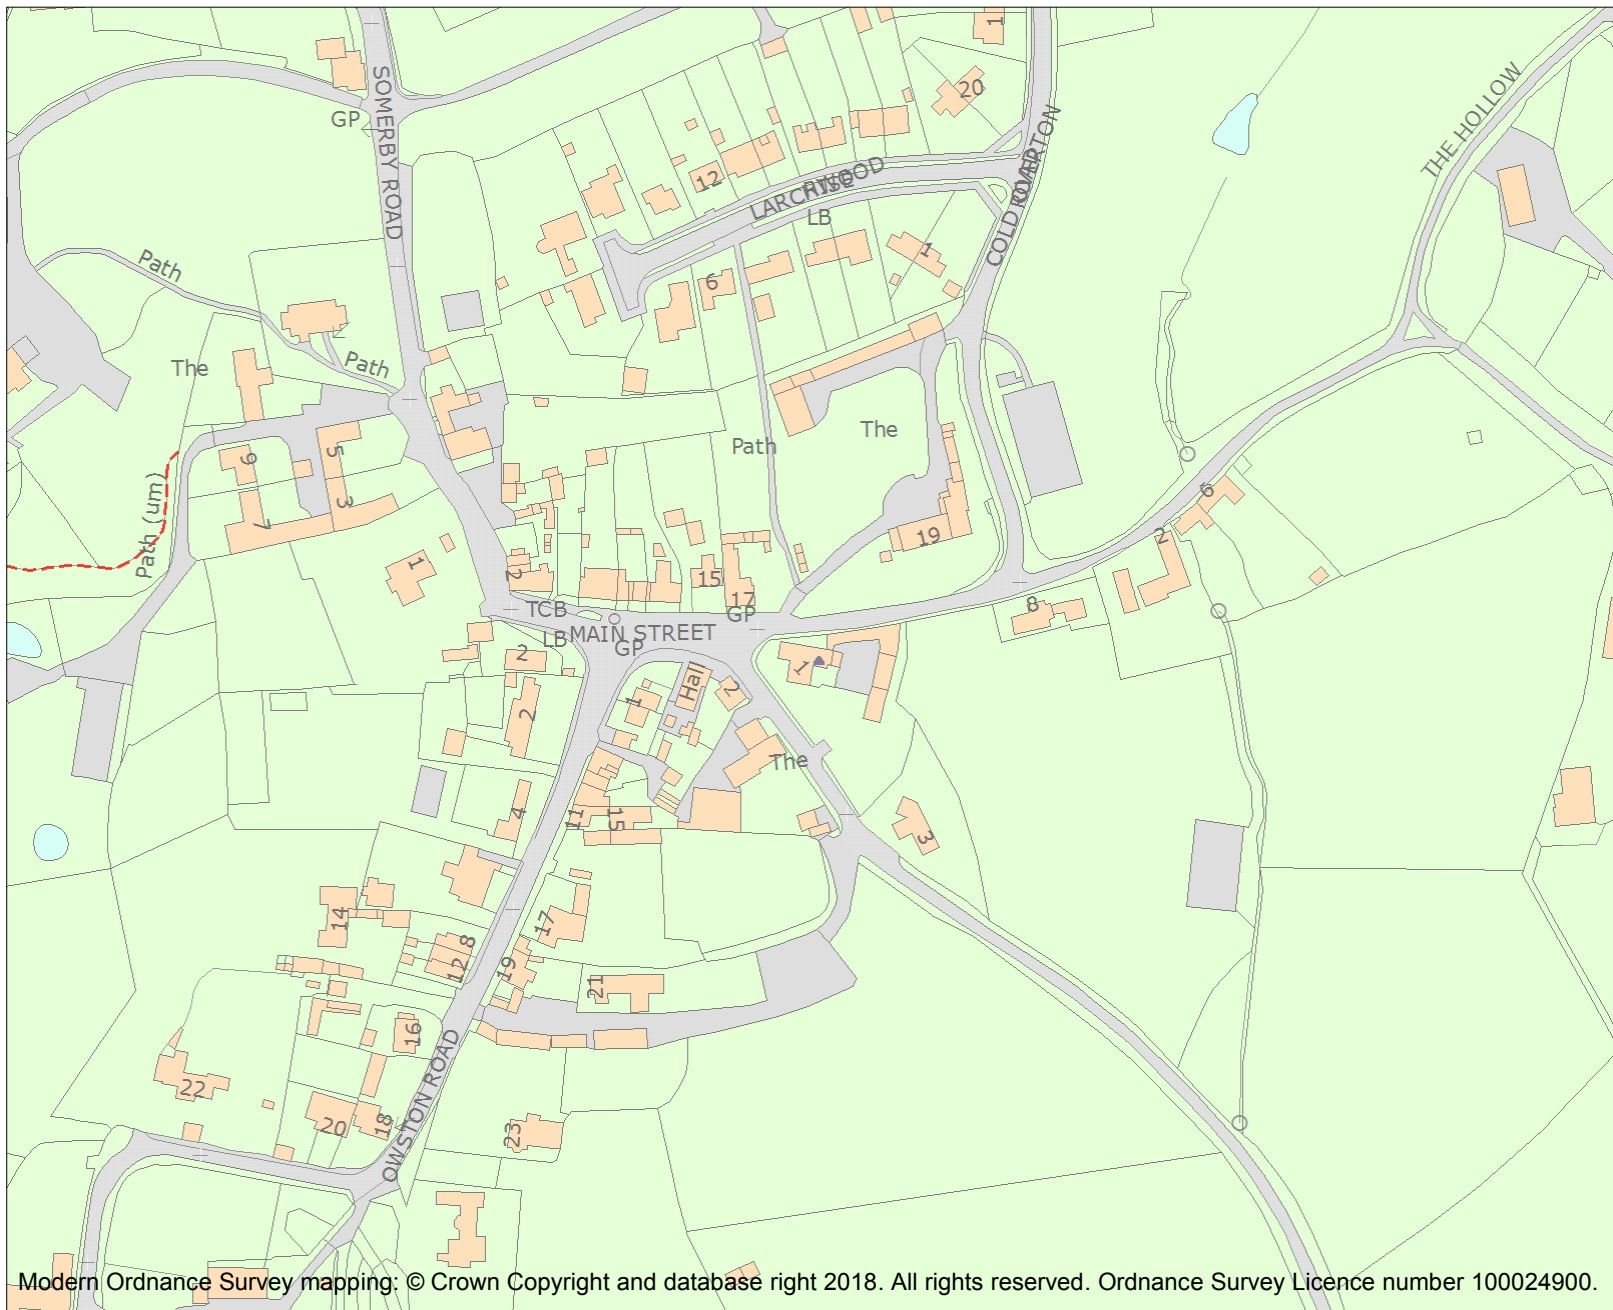 1
20
SOMERBY ROAD
GP
THE HOLLOW
COLD OVERTON
ROAD
12
LARCHWOOD
RISE
LB
1
6
Path
Path
The
Path
The
5
9
3
7
Path (um)
1
2
15
17
19
6
2
8
TCB
GP
LB
MAIN STREET
GP
2
1
Hall
2
1
2
The
4
11
15
3
14
17
8
12
19
21
16
22
20
18
OWSTON ROAD
23
Modern Ordnance Survey mapping: © Crown Copyright and database right 2018. All rights reserved. Ordnance Survey Licence number 100024900.